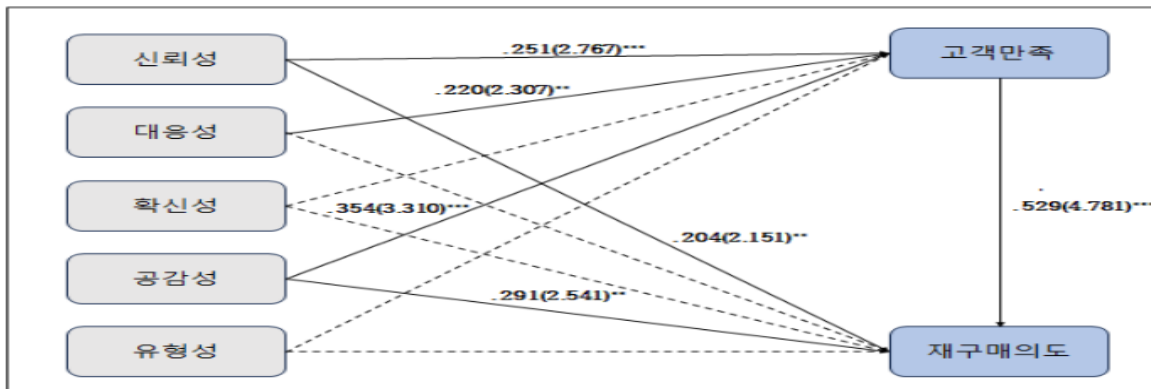 신뢰성
.251(2.767)***
고객만족
.220(2.307)**
대응성
확신성
.354(3.310)***
.529(4.781)***
.204(2.151)**
공감성
.291(2.541)**
유형성
재구매의도